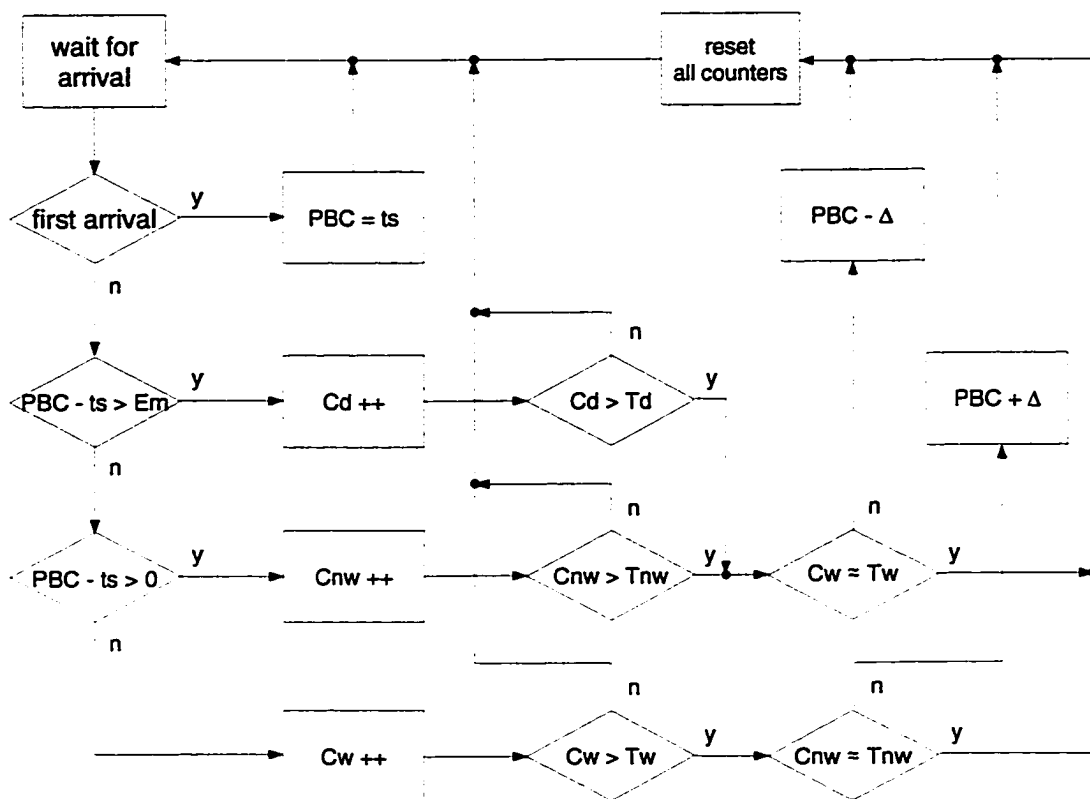 wait for
arrival
reset
all counters
first arrival
y
PBC = ts
PBC - Δ
n
n
PBC - ts > Em
y
Cd ++
Cd > Td
y
PBC + Δ
n
n
n
PBC - ts > 0
y
Cnw ++
Cnw > Tnw
y
Cw ≈ Tw
y
n
n
n
Cw ++
Cw > Tw
y
Cnw ≈ Tnw
y